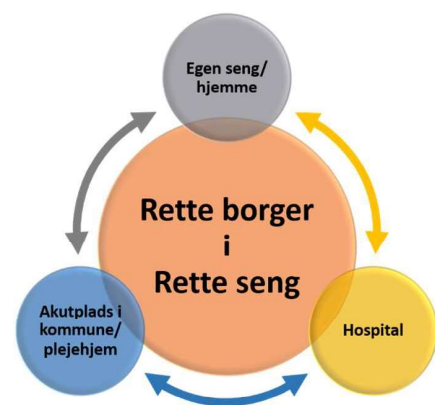 Egen seng/
hjemme
Rette borger
i
Rette seng
Akutplads i
kommune/
plejehjem
Hospital